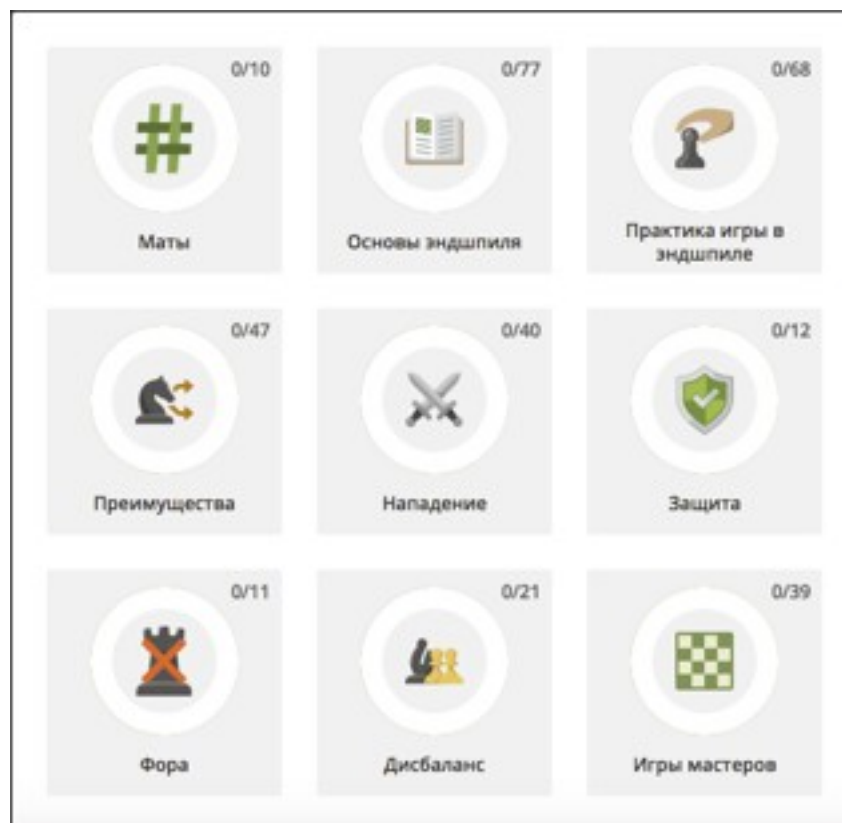 0/10
Маты
0/77
Основы эндшпиля
0/68
Практика игры в
эндшпиле
0/47
Преимущества
0/40
Нападение
0/12
Защита
0/11
Фора
0/21
Дисбаланс
0/39
Игры мастеров